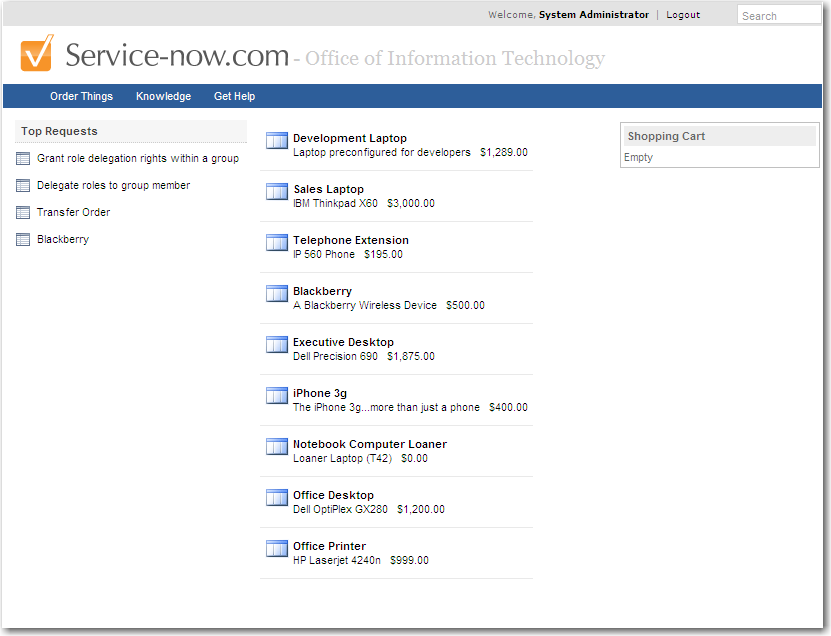 Welcome, System Administrator | Logout
Search
Service-now.com - Office of Information Technology
Order Things Knowledge Get Help
Top Requests
Grant role delegation rights within a group
Delegate roles to group member
Transfer Order
Blackberry
Development Laptop
Laptop preconfigured for developers $1,289.00
Sales Laptop
IBM Thinkpad X60 $3,000.00
Telephone Extension
IP 560 Phone $195.00
Blackberry
A Blackberry Wireless Device $500.00
Executive Desktop
Dell Precision 690 $1,875.00
iPhone 3g
The iPhone 3g...more than just a phone $400.00
Notebook Computer Loaner
Loaner Laptop (T42) $0.00
Office Desktop
Dell OptiPlex GX280 $1,200.00
Office Printer
HP Laserjet 4240n $999.00
Shopping Cart
Empty